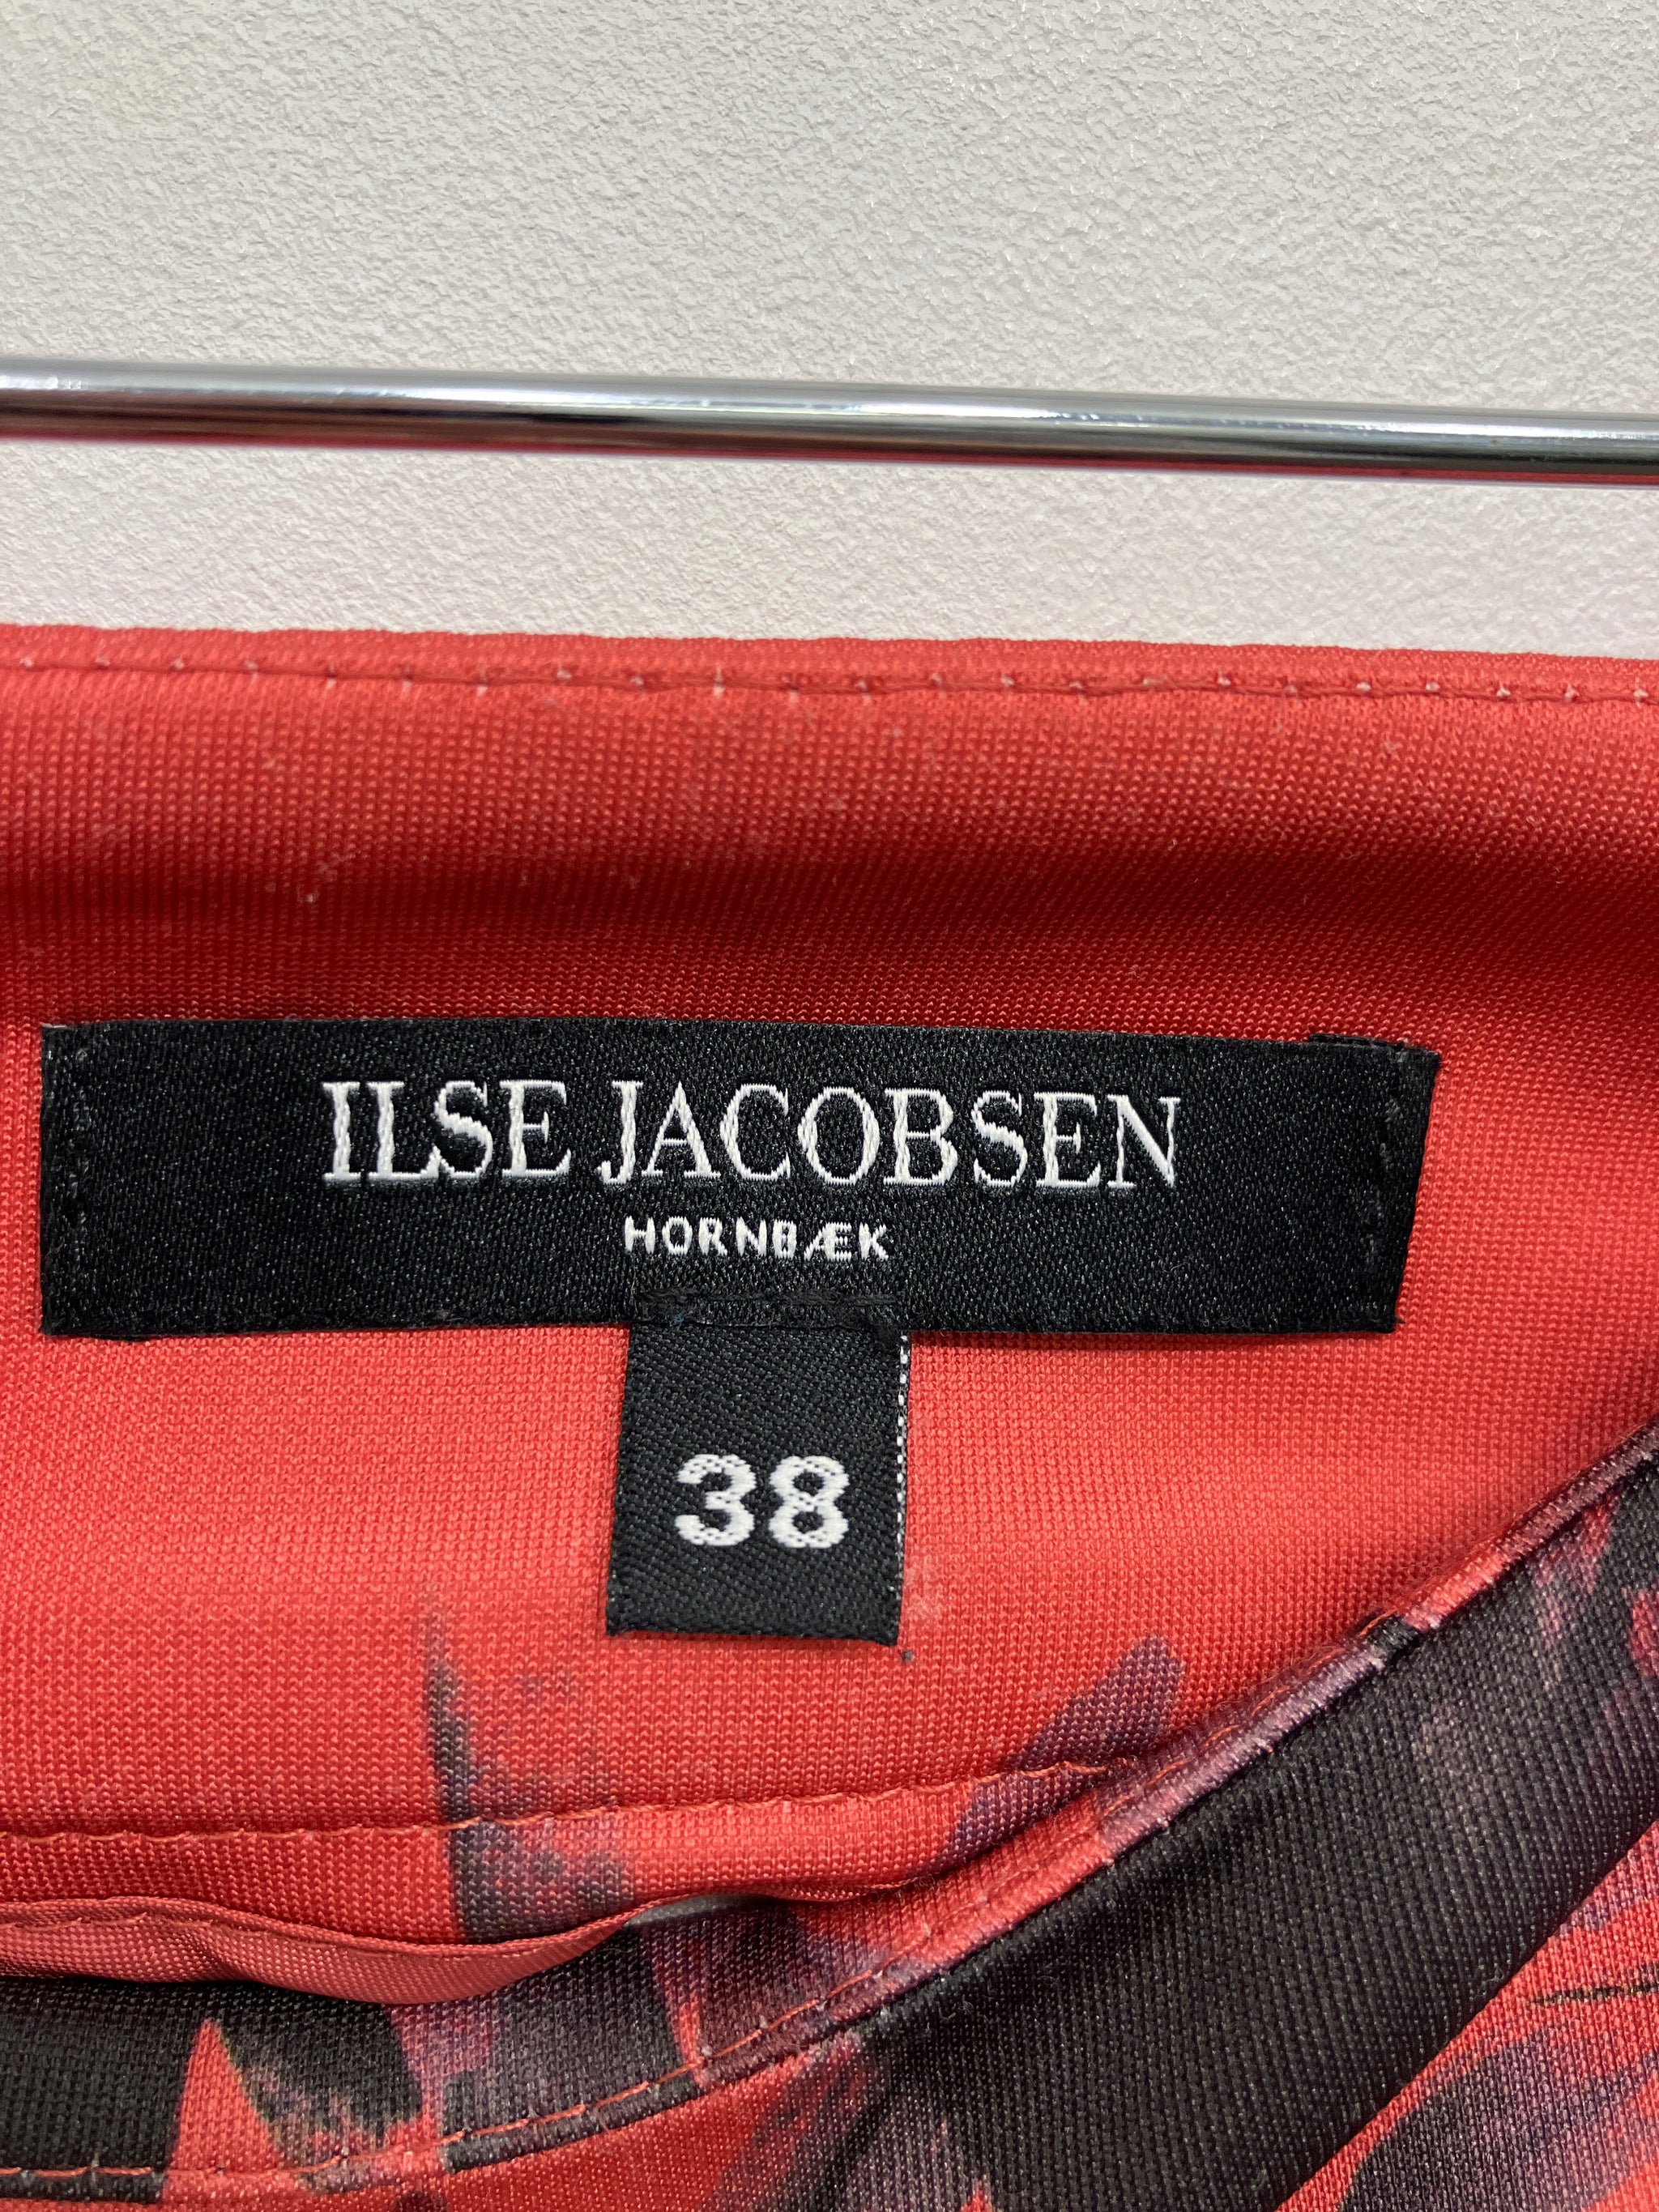 ILSE JACOBSEN
HORNBÆK
38